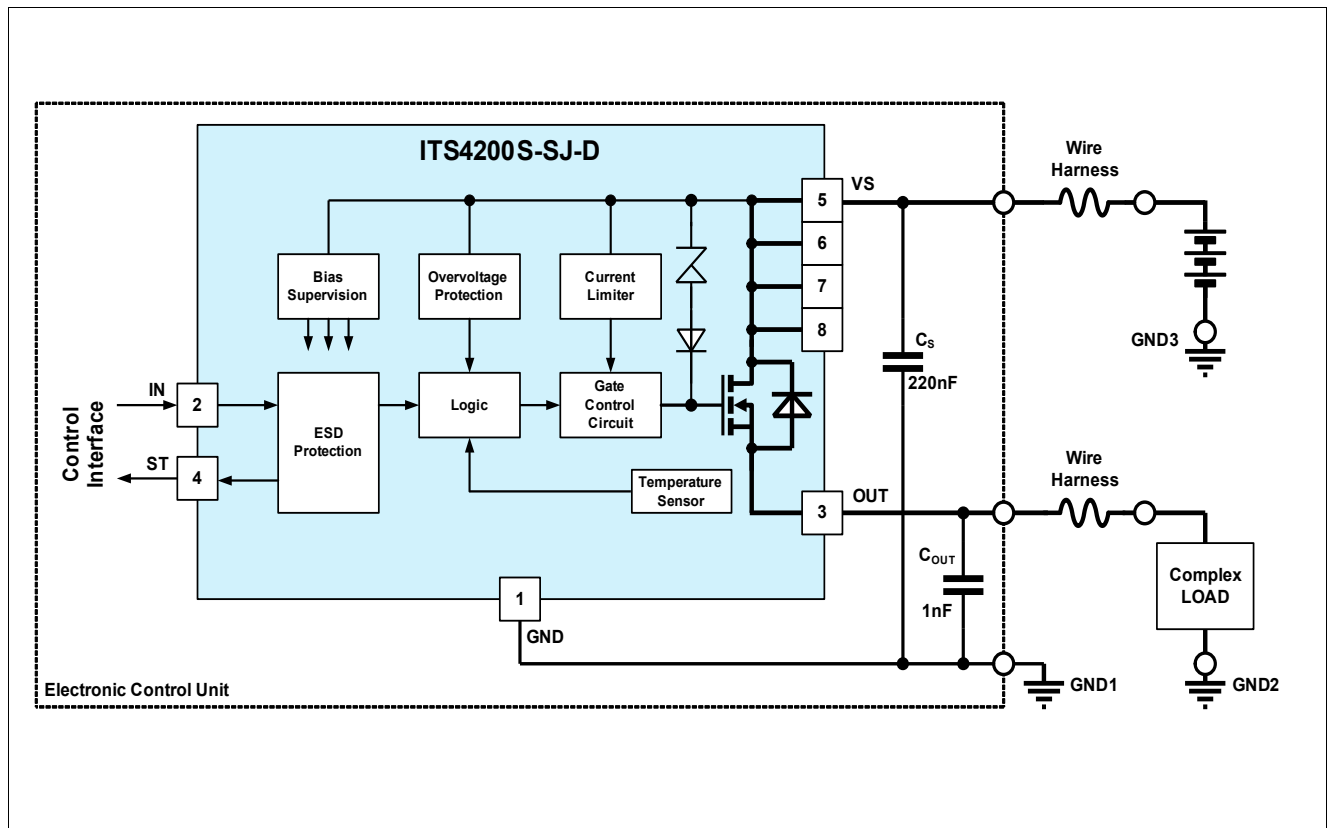 ITS4200S-SJ-D
Wire
Harness
VS
5
6
Bias
Supervision
Overvoltage
Protection
Current
Limiter
7
8
GND3
CS
220nF
Control
Interface
IN
2
ST
4
ESD
Protection
Logic
Gate
Control
Circuit
Temperature
Sensor
Wire
Harness
OUT
3
COUT
1nF
Complex
LOAD
1
GND
Electronic Control Unit
GND1
GND2